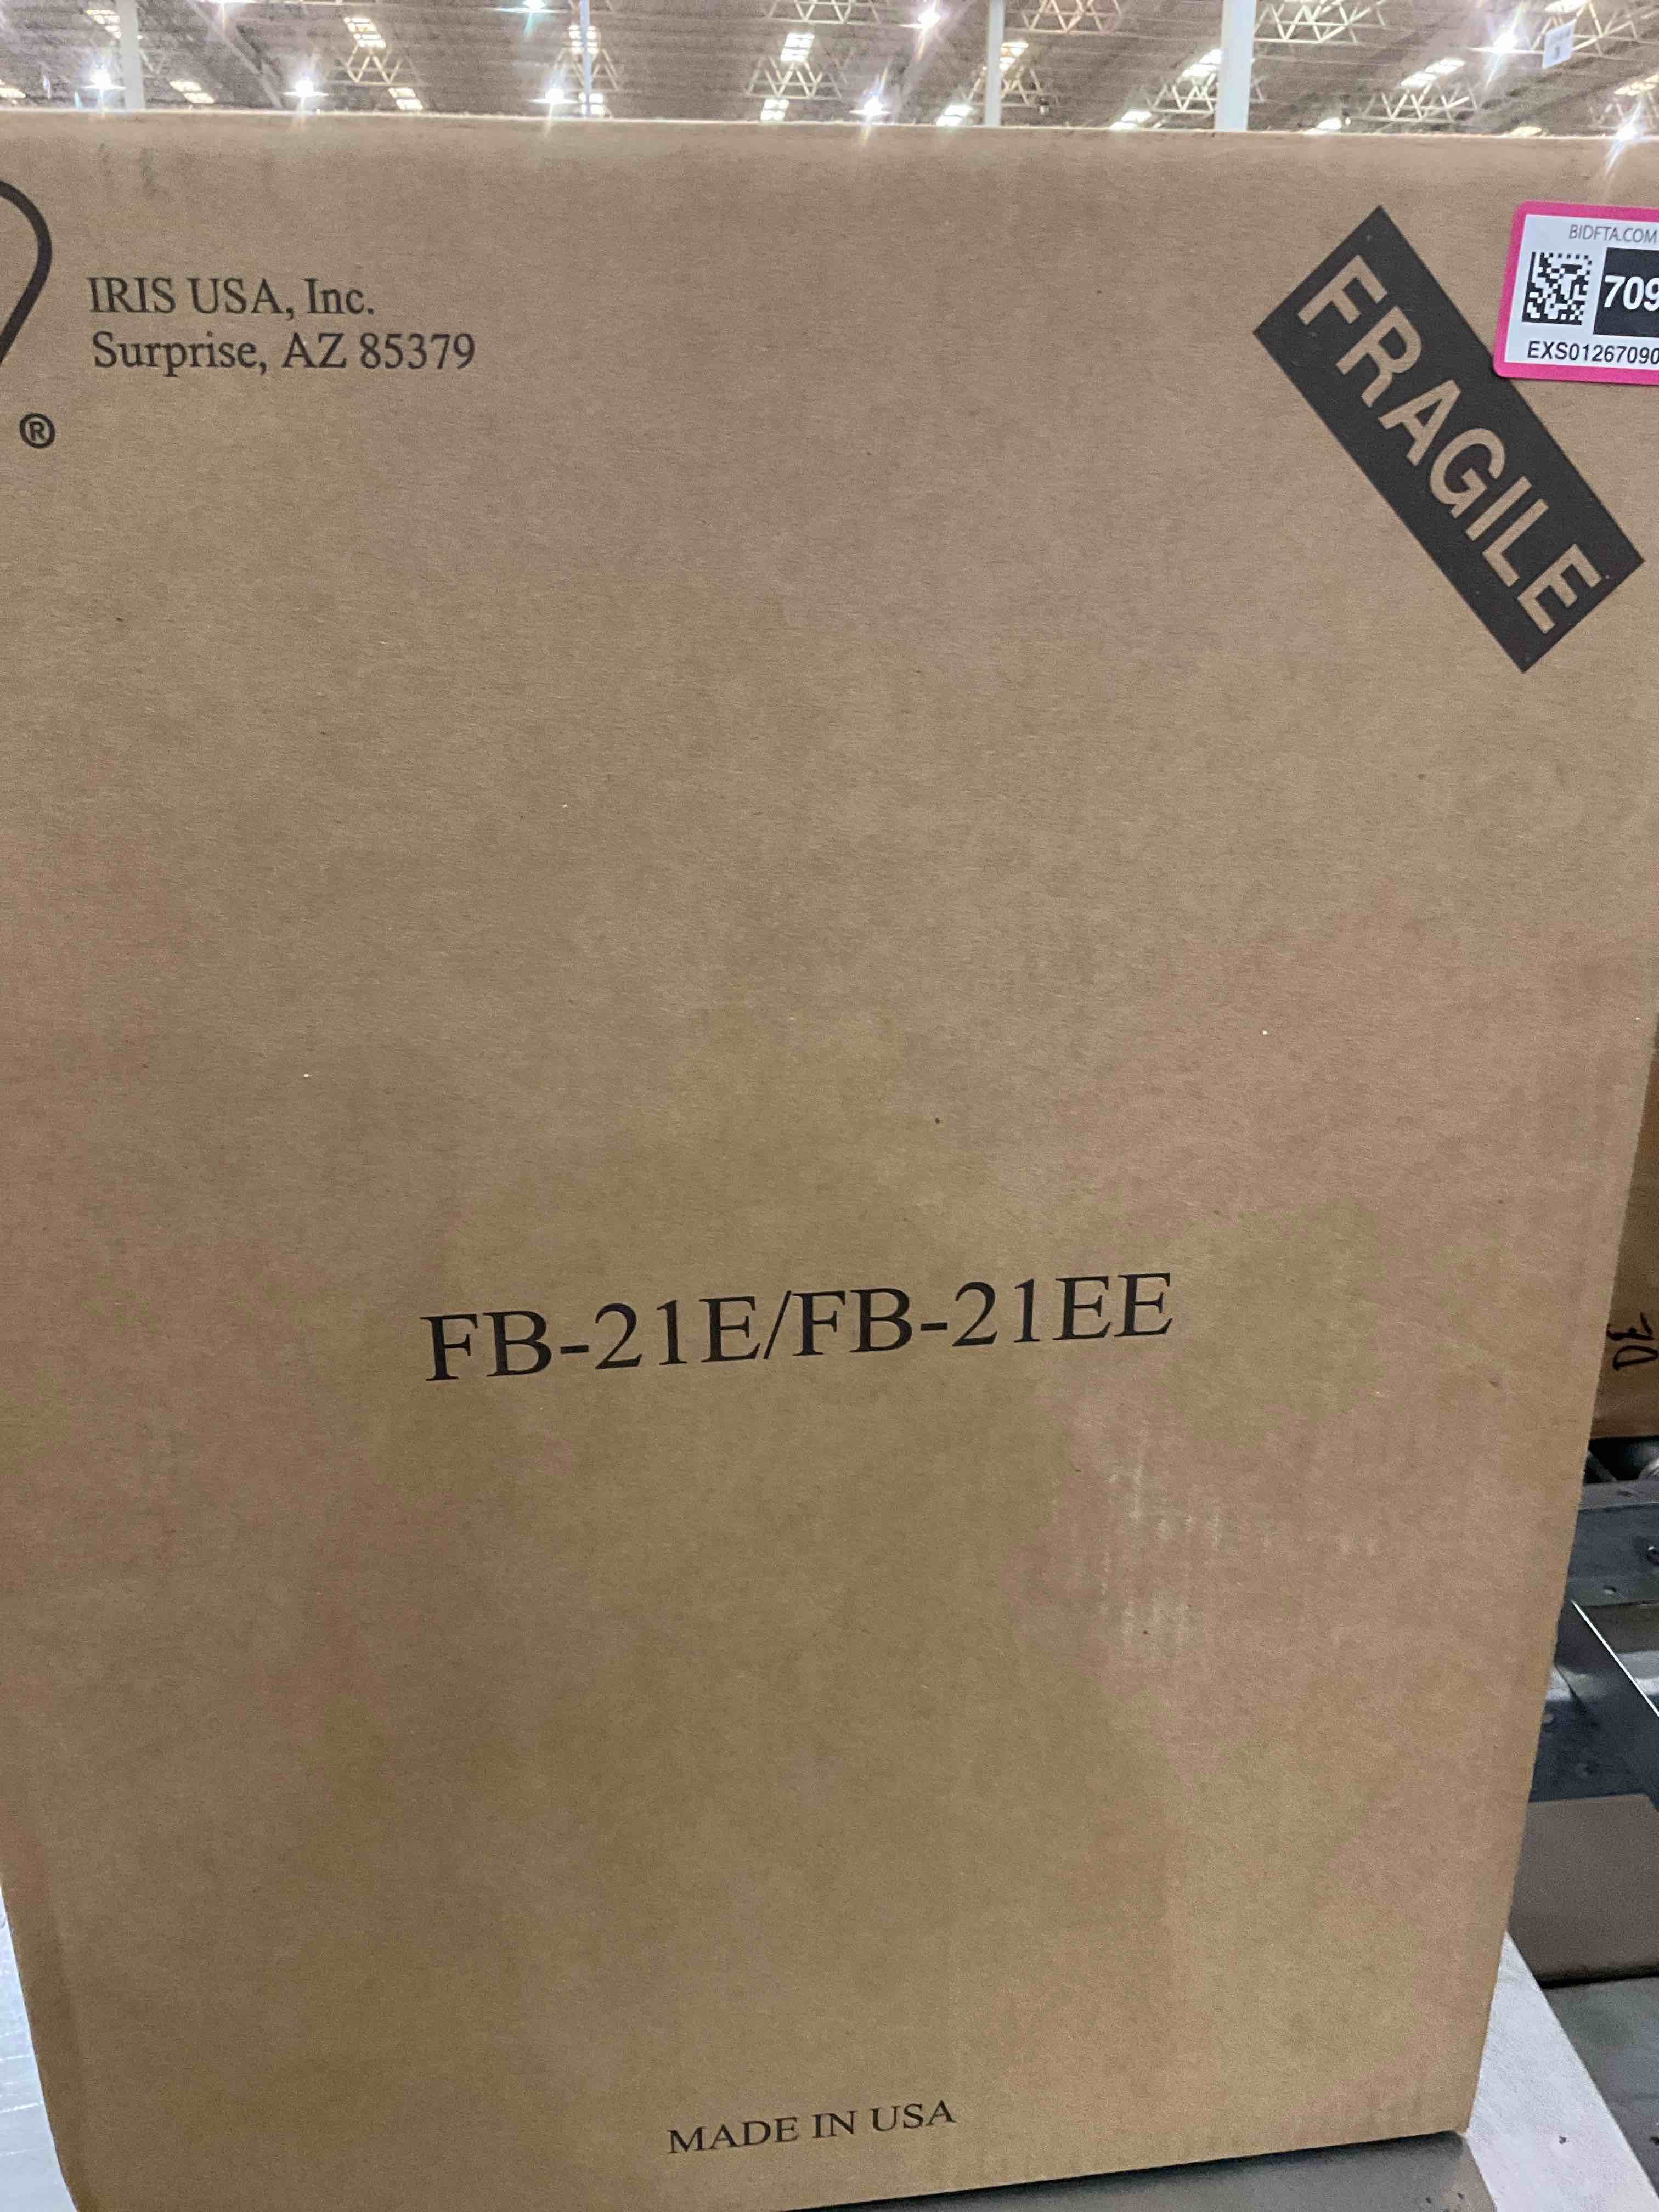 IRIS USA, Inc.
Surprise, AZ 85379
®
FRAGILE
BIDFTA.COM
709
EXS01267090
FB-21E/FB-21EE
MADE IN USA